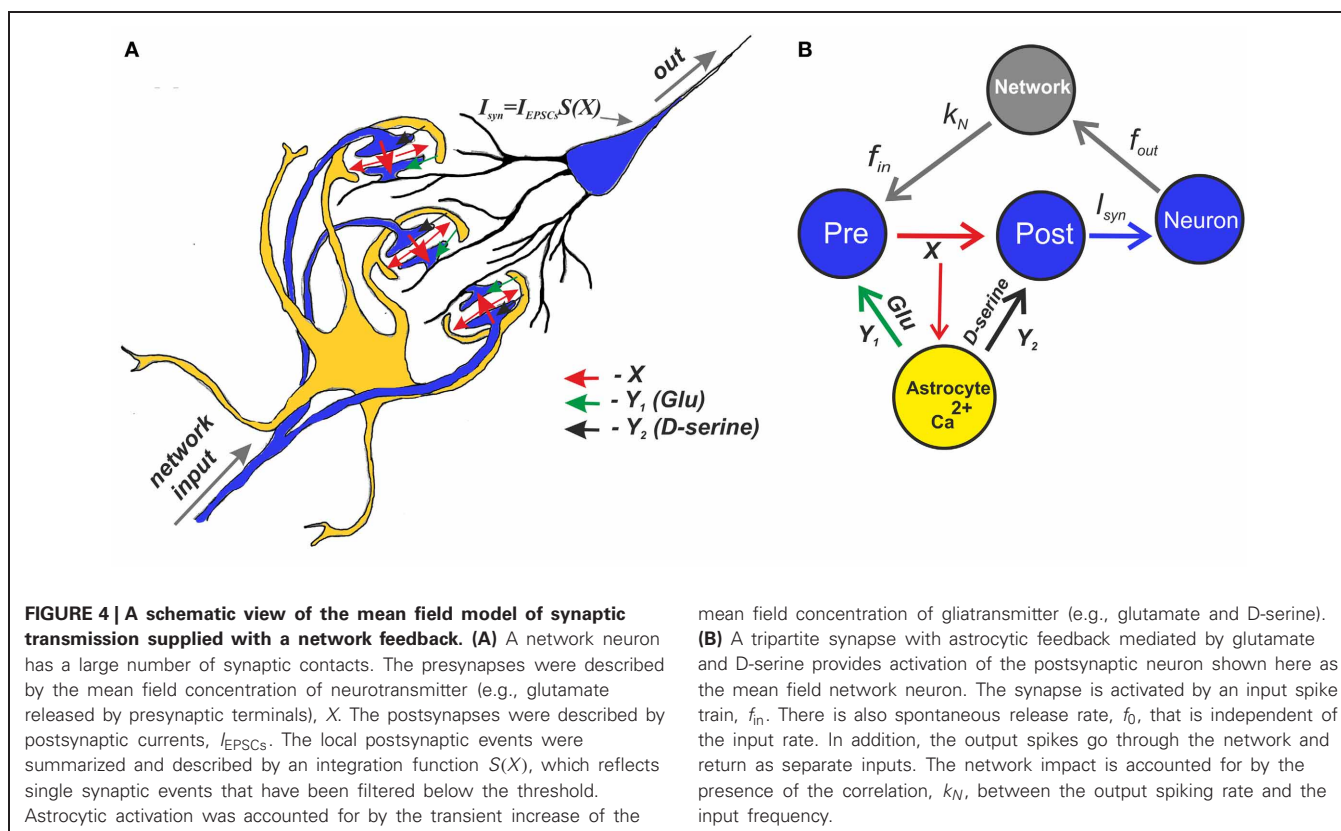 A
out
I_syn=I_EPSCs S(X)
- X
- Y₁ (Glu)
- Y₂ (D-serine)
network
input
B
Network
k_N
f_in
f_out
Pre
X
Post
I_syn
Neuron
Glu
Y₁
D-serine
Y₂
Astrocyte
Ca²⁺
FIGURE 4 | A schematic view of the mean field model of synaptic
transmission supplied with a network feedback. (A) A network neuron
has a large number of synaptic contacts. The presynapses were described
by the mean field concentration of neurotransmitter (e.g., glutamate
released by presynaptic terminals), X. The postsynapses were described by
postsynaptic currents, I_EPSCs. The local postsynaptic events were
summarized and described by an integration function S(X), which reflects
single synaptic events that have been filtered below the threshold.
Astrocytic activation was accounted for by the transient increase of the
mean field concentration of gliatransmitter (e.g., glutamate and D-serine).
(B) A tripartite synapse with astrocytic feedback mediated by glutamate
and D-serine provides activation of the postsynaptic neuron shown here as
the mean field network neuron. The synapse is activated by an input spike
train, f_in. There is also spontaneous release rate, f₀, that is independent of
the input rate. In addition, the output spikes go through the network and
return as separate inputs. The network impact is accounted for by the
presence of the correlation, k_N, between the output spiking rate and the
input frequency.